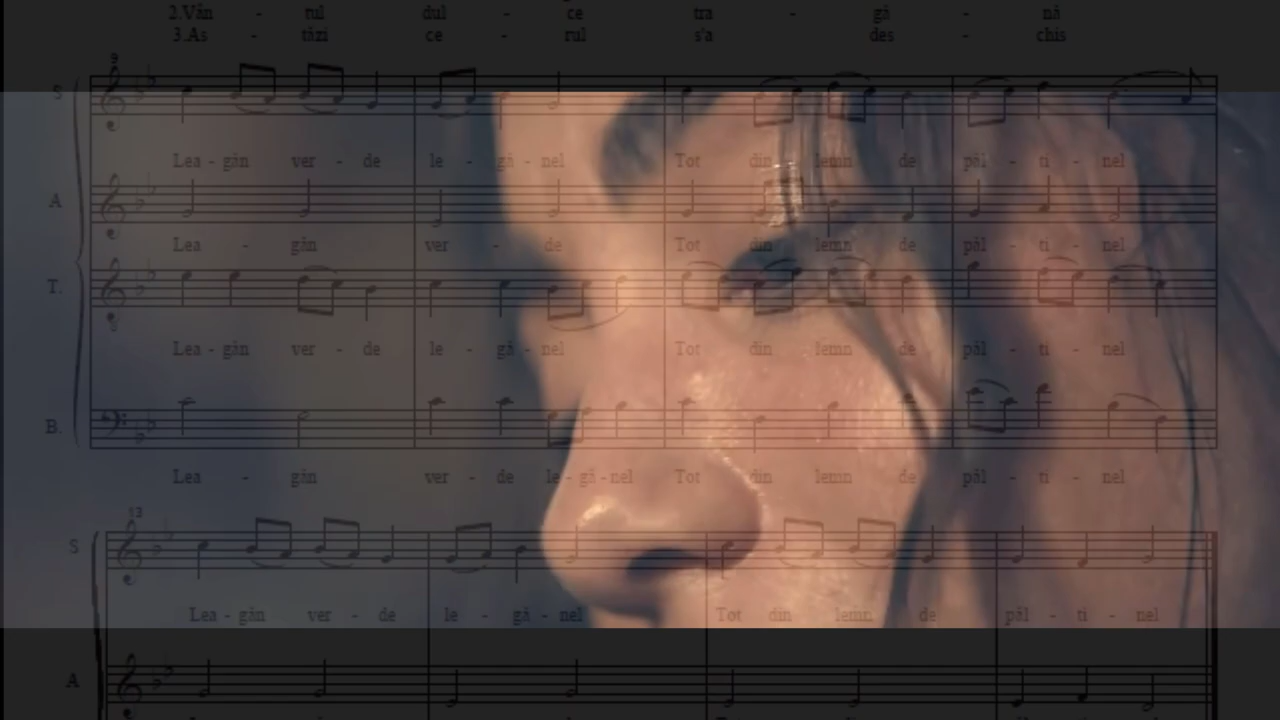 2.Vân - tul dul - ce tra - gă - nă
3.As - tăzi ce - rul s'a des - chis
9
S
Lea - găn ver - de le - gă - nel Tot din lemn de păl - ti - nel
A
Lea - găn ver - de Tot din lemn de păl - ti - nel
T.
Lea - găn ver - de le - gă - nel Tot din lemn de păl - ti - nel
B.
Lea - găn ver - de le - gă - nel Tot din lemn de păl - ti - nel
13
S
Lea - găn ver - de le - gă - nel Tot din lemn de păl - ti - nel
A